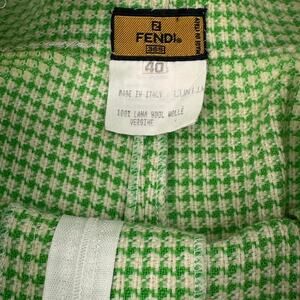 FENDI
365
MADE IN ITALY
40
MADE IN ITALY
100% LANA WOOL WOLLE
VERGINE